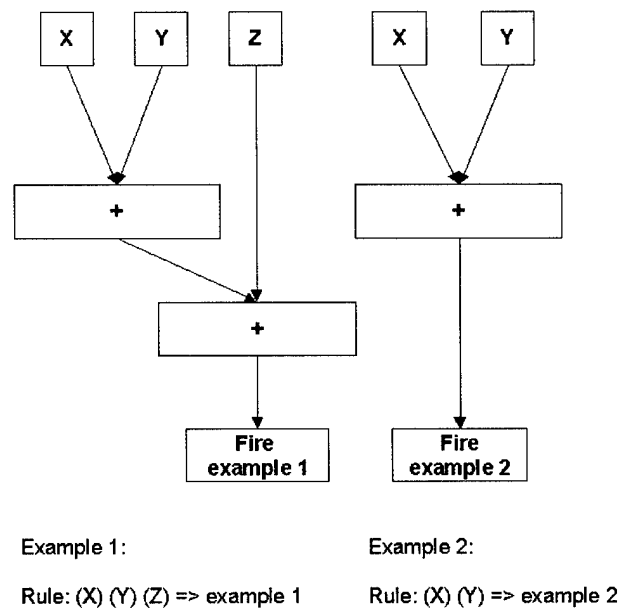 X Y Z X Y
+ +
+
Fire
example 1
Fire
example 2
Example 1:
Example 2:
Rule: (X) (Y) (Z) => example 1
Rule: (X) (Y) => example 2